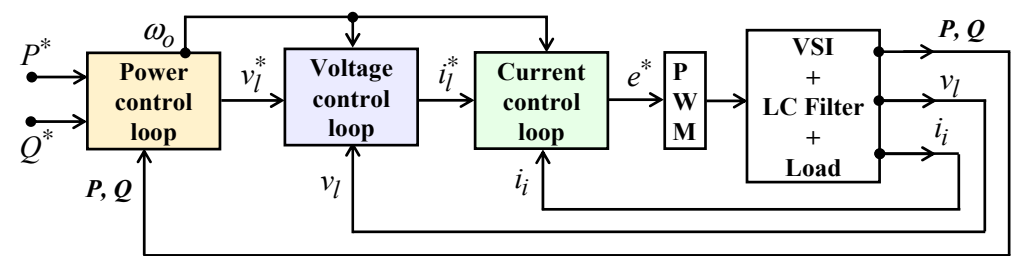 P*
Q*
ω_o
Power
control
loop
P, Q
v_l^*
Voltage
control
loop
v_l
i_l^*
Current
control
loop
i_i
e*
P
W
M
VSI
+
LC Filter
+
Load
P, Q
v_l
i_i